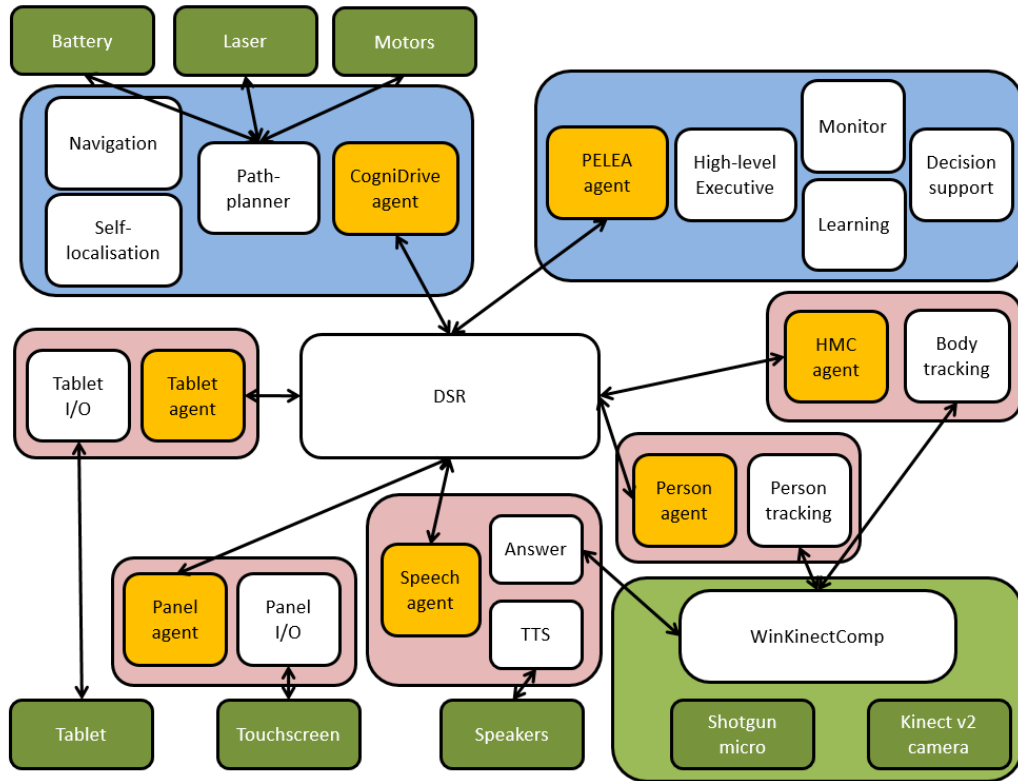 Battery
Laser
Motors
Navigation
Self-
localisation
Path-
planner
CogniDrive
agent
PELEA
agent
High-level
Executive
Monitor
Learning
Decision
support
Tablet
I/O
Tablet
agent
DSR
HMC
agent
Body
tracking
Person
agent
Person
tracking
Panel
agent
Panel
I/O
Speech
agent
Answer
TTS
WinKinectComp
Tablet
Touchscreen
Speakers
Shotgun
micro
Kinect v2
camera